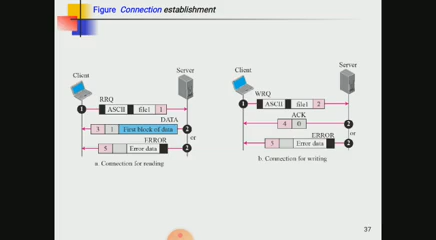 Figure Connection establishment
Client
Server
RRQ
1
ASCII file1 1
DATA
3 1 First block of data 2
or
ERROR
5 Error data 2
a. Connection for reading
Client
Server
WRQ
1 ASCII file1 2
ACK
4 0 2
or
ERROR
5 Error data 2
b. Connection for writing
37